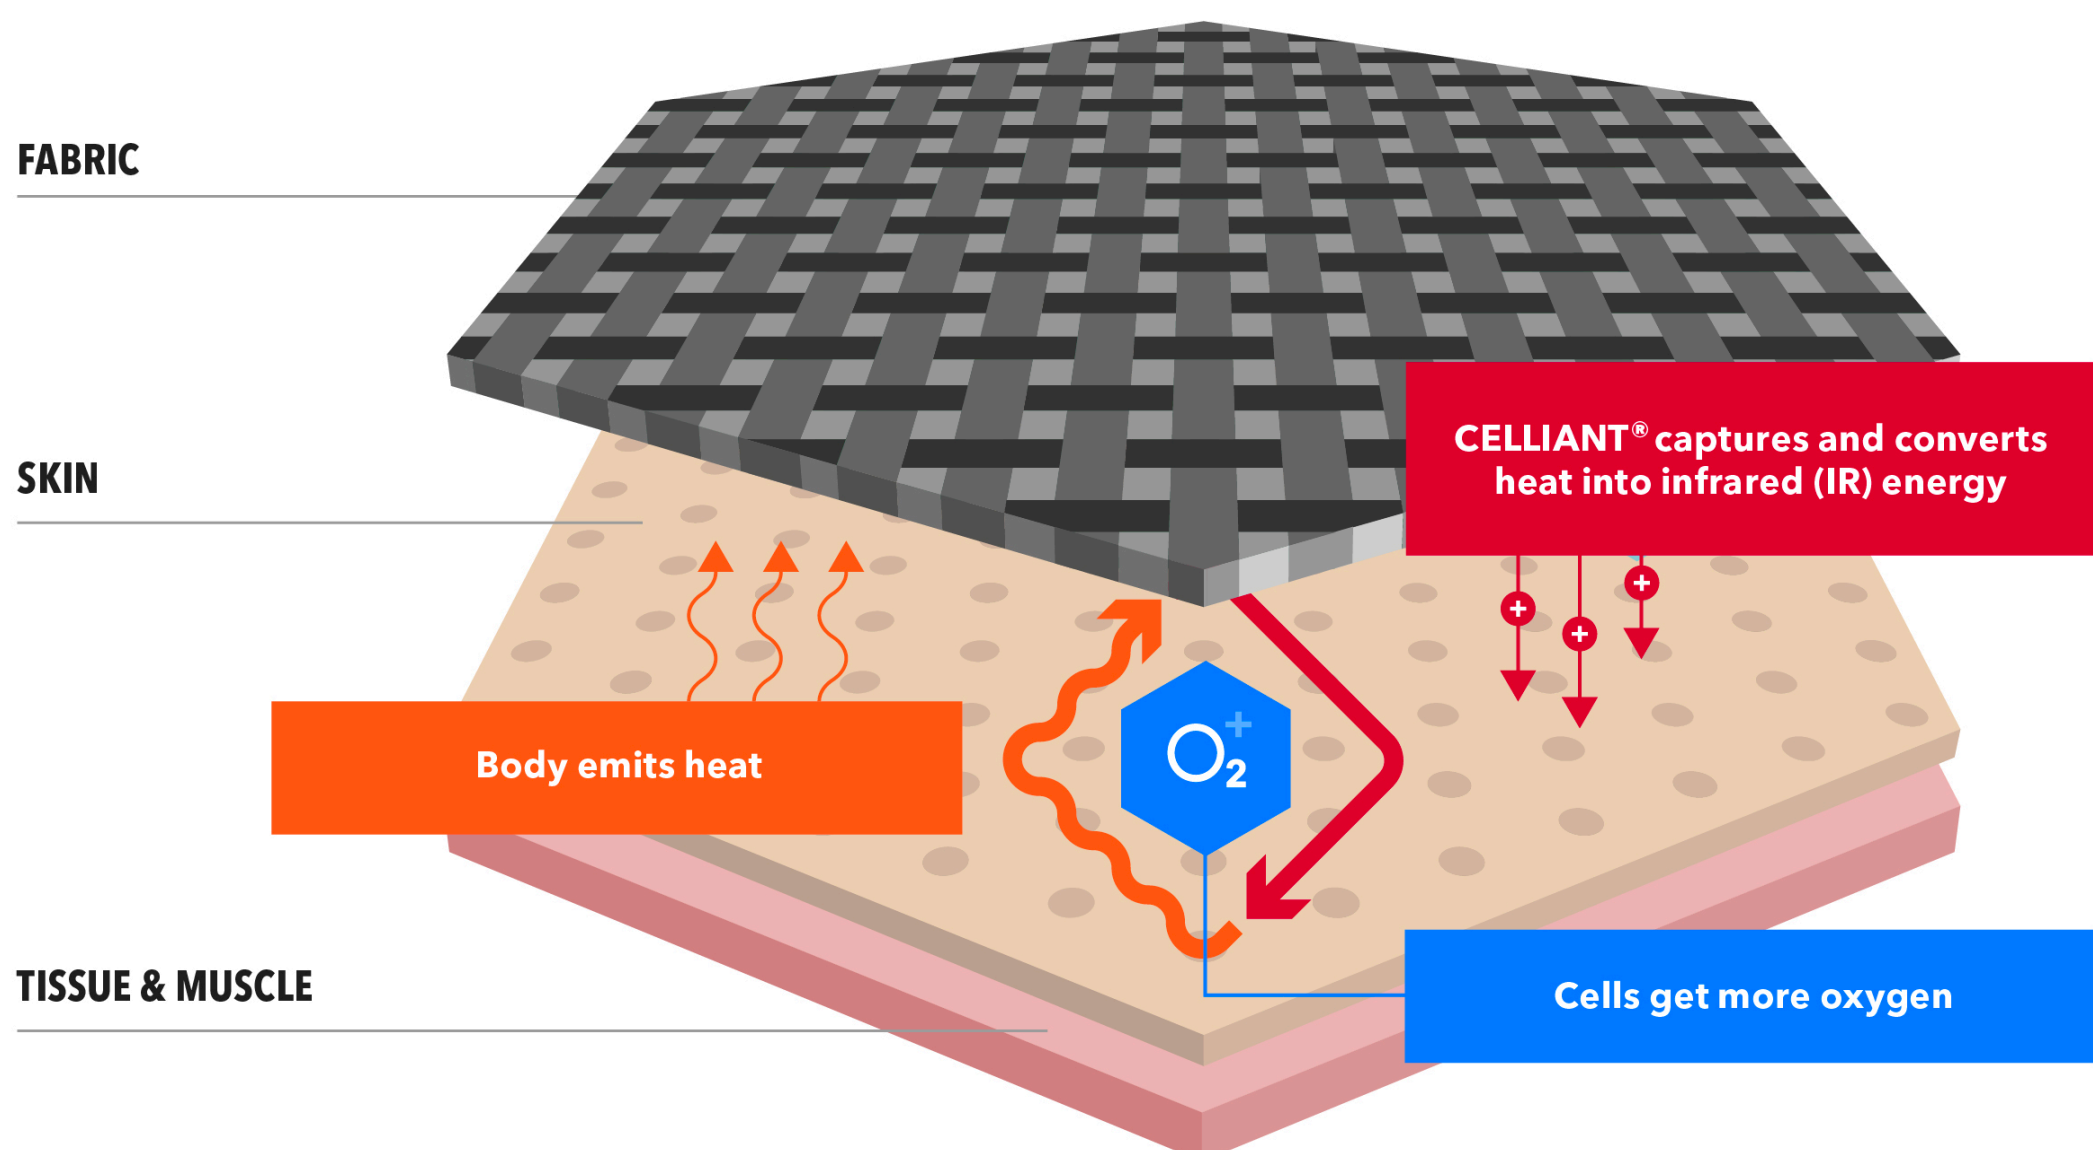 FABRIC
CELLIANT® captures and converts
heat into infrared (IR) energy
SKIN
+
+
+
Body emits heat
O₂⁺
TISSUE & MUSCLE
Cells get more oxygen